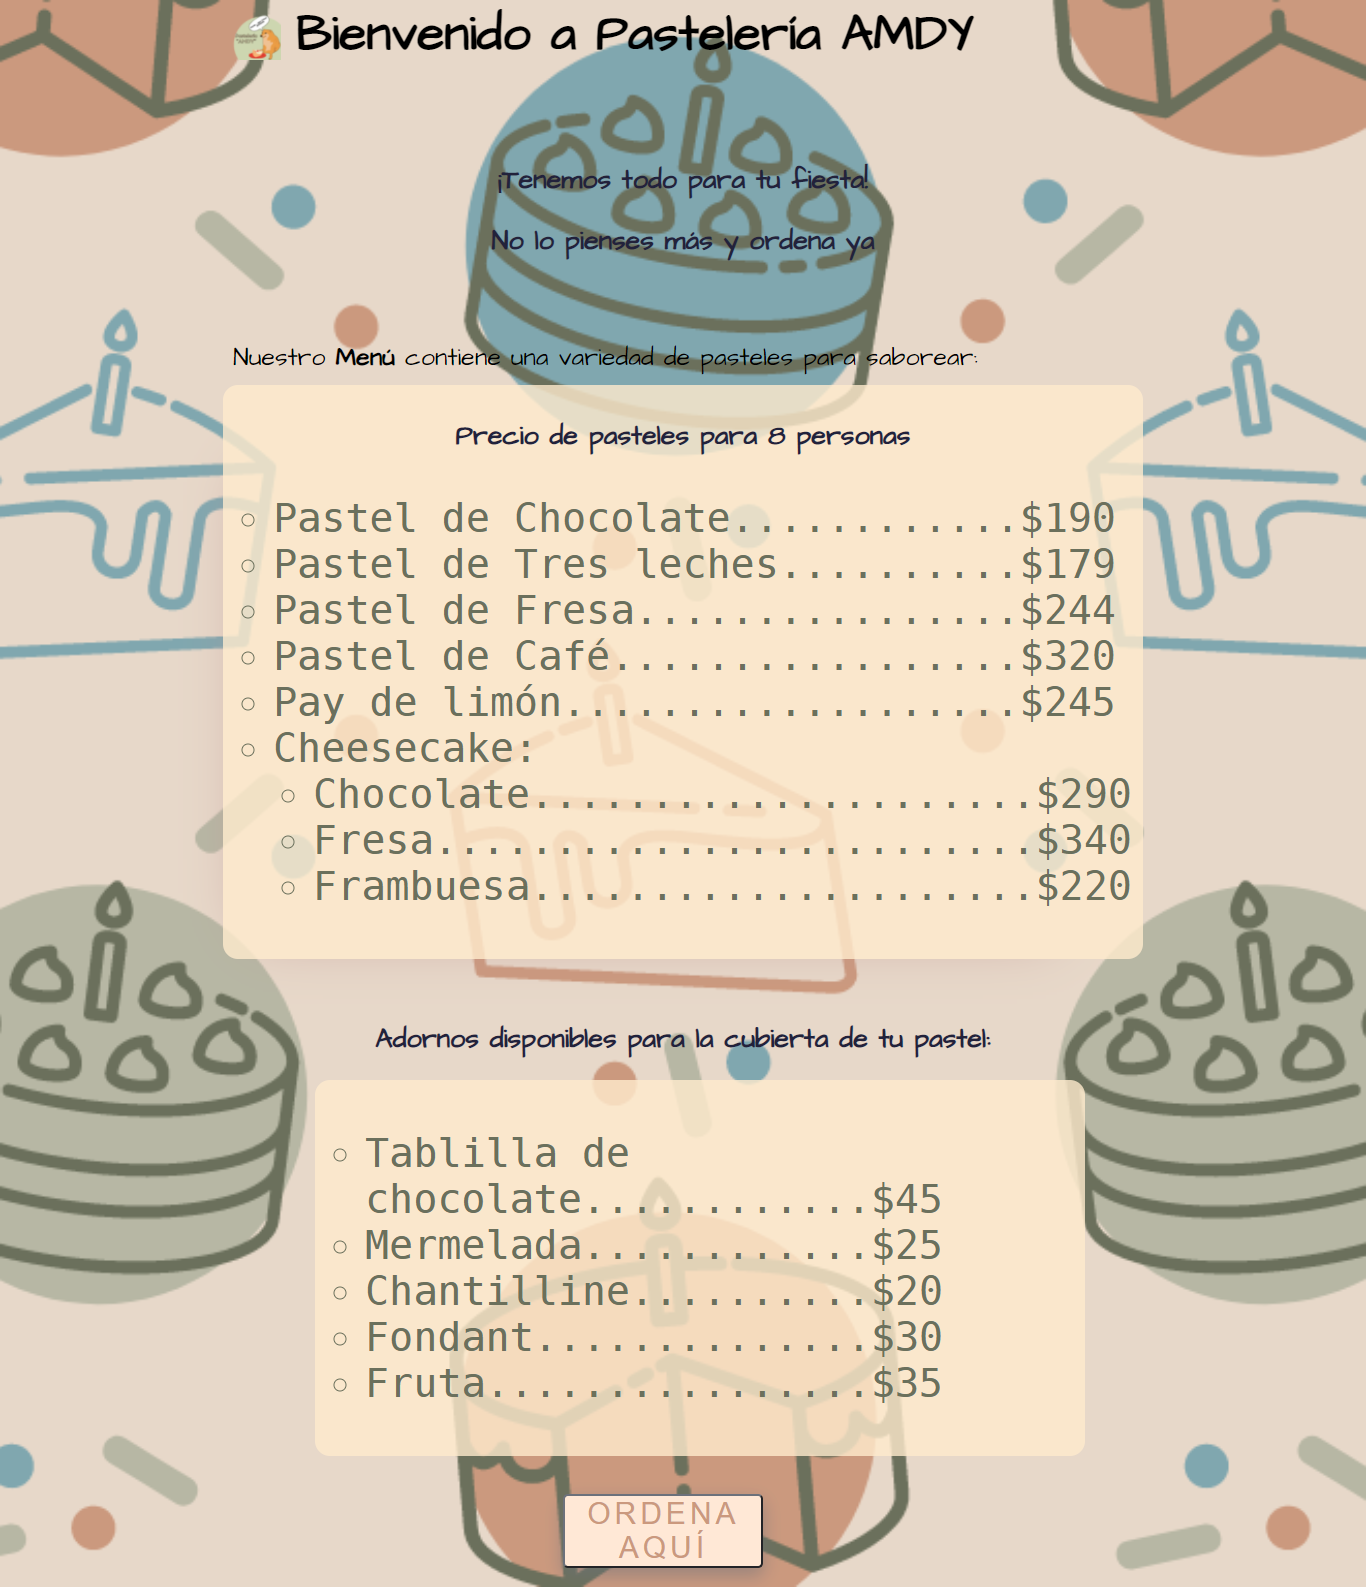 Bienvenido a Pastelería AMDY
¡Tenemos todo para tu fiesta!
No lo pienses más y ordena ya
Nuestro Menú contiene una variedad de pasteles para saborear:
Precio de pasteles para 8 personas
Pastel de Chocolate............$190
Pastel de Tres leches..........$179
Pastel de Fresa................$244
Pastel de Café.................$320
Pay de limón...................$245
Cheesecake:
Chocolate.....................$290
Fresa.........................$340
Frambuesa.....................$220
Adornos disponibles para la cubierta de tu pastel:
Tablilla de
chocolate............$45
Mermelada............$25
Chantilline..........$20
Fondant..............$30
Fruta................$35
ORDENA
AQUÍ